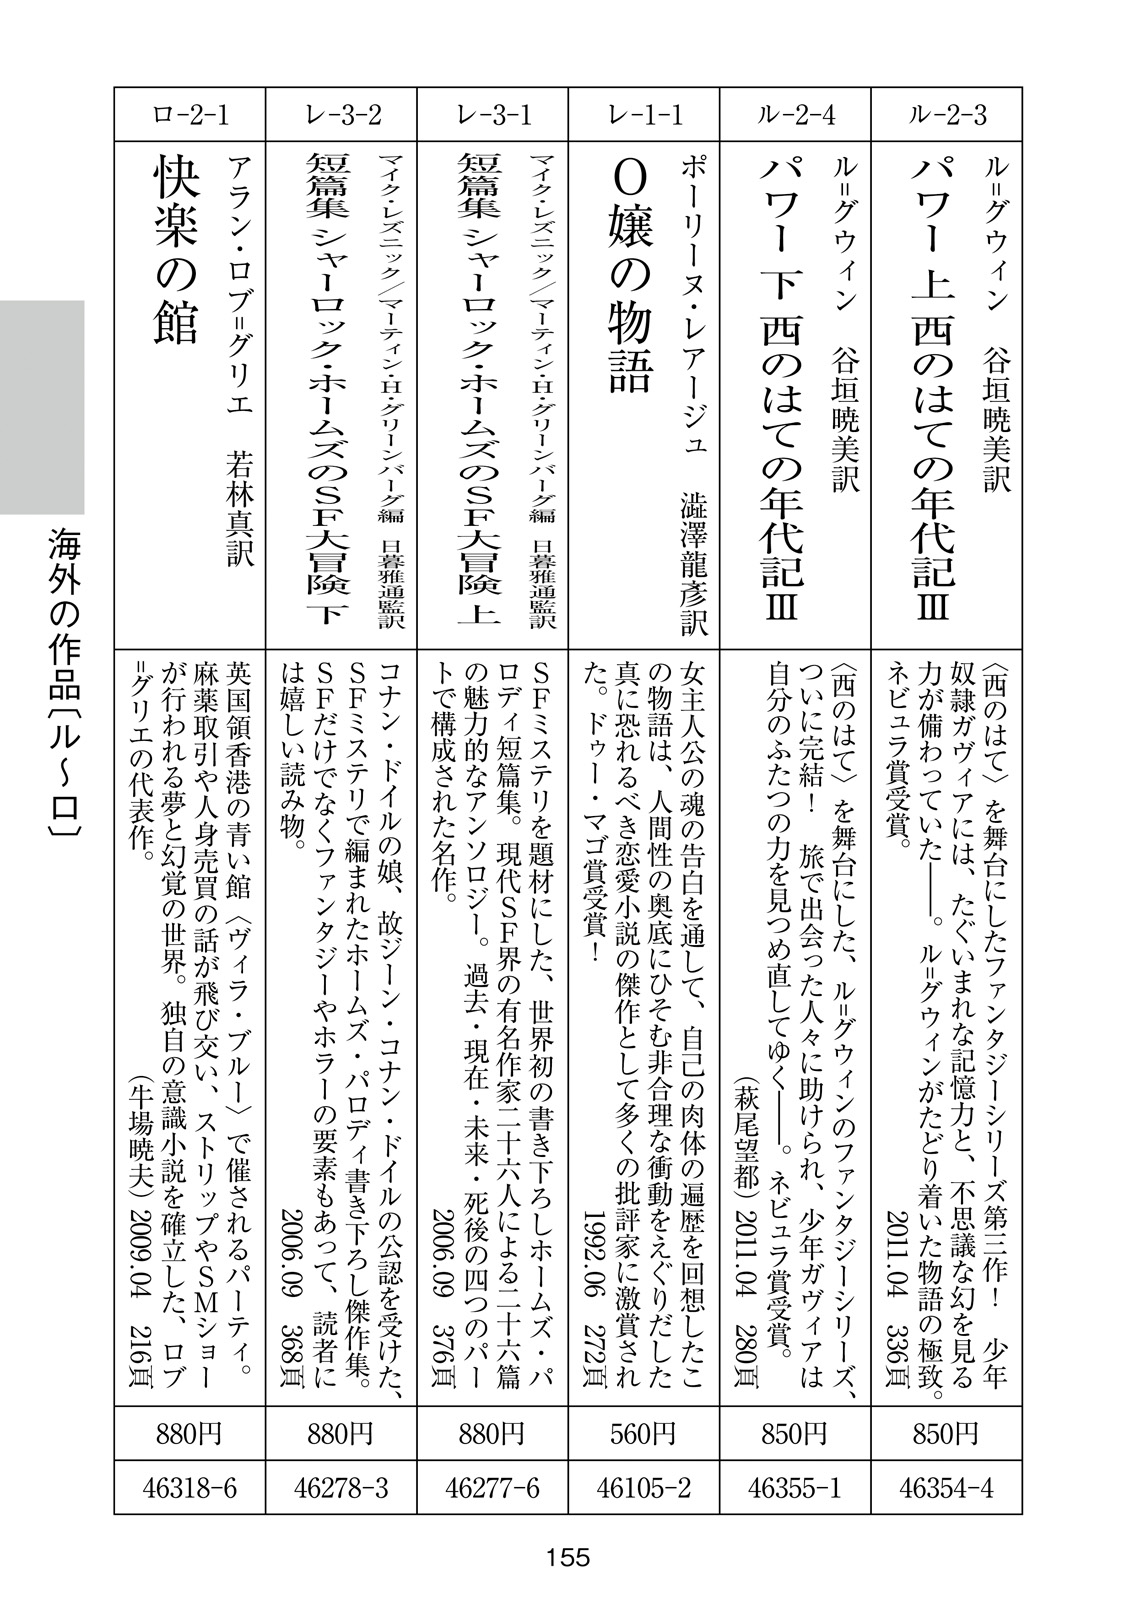 ル-2-3
ル=グウィン　谷垣暁美訳
パワー 上 西のはての年代記Ⅲ
〈西のはて〉を舞台にしたファンタジーシリーズ第三作！　少年
奴隷ガヴィアには、たぐいまれな記憶力と、不思議な幻を見る
力が備わっていた――。ル=グウィンがたどり着いた物語の極致。
ネビュラ賞受賞。
2011.04　336頁
850円
46354-4
ル-2-4
ル=グウィン　谷垣暁美訳
パワー 下 西のはての年代記Ⅲ
〈西のはて〉を舞台にした、ル=グウィンのファンタジーシリーズ、
ついに完結！　旅で出会った人々に助けられ、少年ガヴィアは
自分のふたつの力を見つめ直してゆく――。ネビュラ賞受賞。
（萩尾望都）2011.04　280頁
850円
46355-1
レ-1-1
ポーリーヌ・レアージュ　澁澤龍彥訳
O嬢の物語
女主人公の魂の告白を通して、自己の肉体の遍歴を回想したこ
の物語は、人間性の奥底にひそむ非合理な衝動をえぐりだした
真に恐れるべき恋愛小説の傑作として多くの批評家に激賞され
た。ドゥー・マゴ賞受賞！
1992.06　272頁
560円
46105-2
レ-3-1
マイク・レズニック／マーティン・H・グリーンバーグ編　日暮雅通監訳
短篇集 シャーロック・ホームズのSF大冒険 上
SFミステリを題材にした、世界初の書き下ろしホームズ・パ
ロディ短篇集。現代SF界の有名作家二十六人による二十六篇
の魅力的なアンソロジー。過去・現在・未来・死後の四つのパー
トで構成された名作。
2006.09　376頁
880円
46277-6
レ-3-2
マイク・レズニック／マーティン・H・グリーンバーグ編　日暮雅通監訳
短篇集 シャーロック・ホームズのSF大冒険 下
コナン・ドイルの娘、故ジーン・コナン・ドイルの公認を受けた、
SFミステリで編まれたホームズ・パロディ書き下ろし傑作集。
SFだけでなくファンタジーやホラーの要素もあって、読者に
は嬉しい読み物。
2006.09　368頁
880円
46278-3
ロ-2-1
アラン・ロブ=グリエ　若林真訳
快楽の館
英国領香港の青い館〈ヴィラ・ブルー〉で催されるパーティ。
麻薬取引や人身売買の話が飛び交い、ストリップやSMショー
が行われる夢と幻覚の世界。独自の意識小説を確立した、ロブ
=グリエの代表作。
（牛場暁夫）2009.04　216頁
880円
46318-6
海外の作品〔ル～ロ〕
155